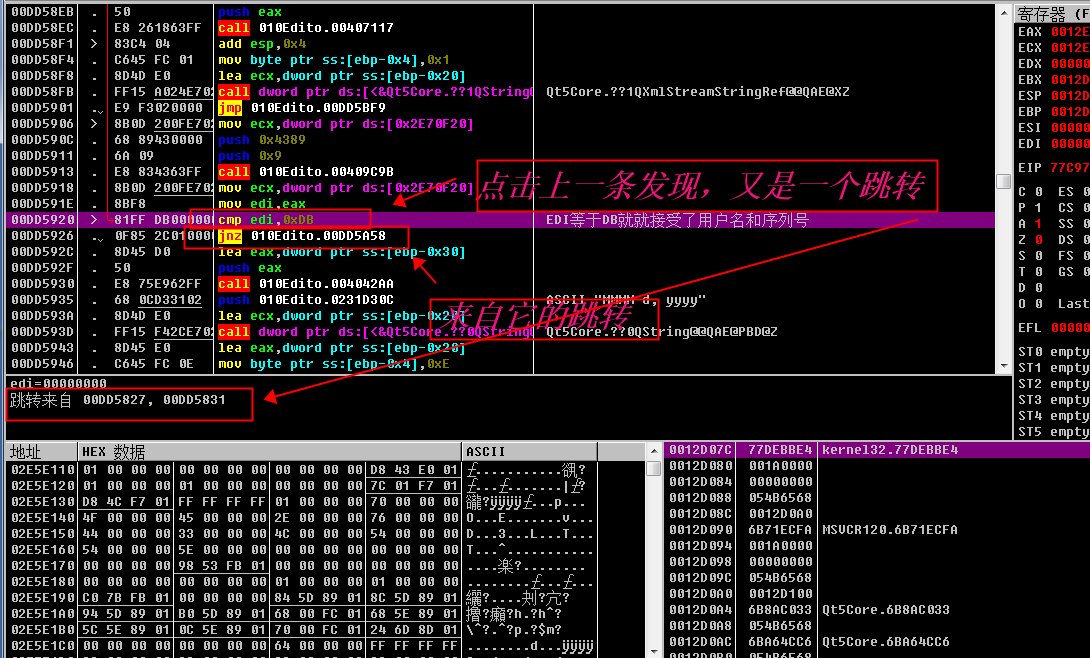 00DD58EB . 50 push eax
00DD58EC . E8 261863FF call 010Edito.00407117
00DD58F1 > 83C4 04 add esp,0x4
00DD58F4 . C645 FC 01 mov byte ptr ss:[ebp-0x4],0x1
00DD58F8 . 8D4D E0 lea ecx,dword ptr ss:[ebp-0x20]
00DD58FB . FF15 A024E702 call dword ptr ds:[<&Qt5Core.??1QString Qt5Core.??1QXmlStreamStringRef@@QAE@XZ
00DD5901 . E9 F3020000 jmp 010Edito.00DD5BF9
00DD5906 > 8B0D 200FE702 mov ecx,dword ptr ds:[0x2E70F20]
00DD590C . 68 89430000 push 0x4389
00DD5911 . 6A 09 push 0x9
00DD5913 . E8 834363FF call 010Edito.00409C9B
00DD5918 . 8B0D 200FE702 mov ecx,dword ptr ds:[0x2E70F20]
00DD591E . 8BF8 mov edi,eax
00DD5920 > 81FF DB000000 cmp edi,0xDB EDI等于DB就就接受了用户名和序列号
00DD5926 . 0F85 2C010000 jnz 010Edito.00DD5A58
00DD592C . 8D45 D0 lea eax,dword ptr ss:[ebp-0x30]
00DD592F . 50 push eax
00DD5930 . E8 75E962FF call 010Edito.004042AA
00DD5935 . 68 0CD33102 push 010Edito.0231D30C ASCII "MMMM d, yyyy"
00DD593A . 8D4D E0 lea ecx,dword ptr ss:[ebp-0x20]
00DD593D . FF15 F42CE702 call dword ptr ds:[<&Qt5Core.??0QString Qt5Core.??0QString@@QAE@PBD@Z
00DD5943 . 8D45 E0 lea eax,dword ptr ss:[ebp-0x20]
00DD5946 . C645 FC 0E mov byte ptr ss:[ebp-0x4],0xE
点击上一条发现，又是一个跳转
来自它的跳转
edi=00000000
跳转来自 00DD5827, 00DD5831
寄存器 (F
EAX 0012E
ECX 0012E
EDX 00000
EBX 0012D
ESP 0012D
EBP 0012D
ESI 00000
EDI 00000
EIP 77C97
C 0 ES 0
P 1 CS 0
A 1 SS 0
Z 0 DS 0
S 0 FS 0
T 0 GS 0
D 0
O 0 Last
EFL 00000
ST0 empty
ST1 empty
ST2 empty
ST3 empty
ST4 empty
ST5 empty
地址 HEX 数据 ASCII
02E5E110 01 00 00 00 00 00 00 00 00 00 00 00 D8 43 E0 01
02E5E120 01 00 00 00 01 00 00 00 00 00 00 00 7C 01 F7 01
02E5E130 D8 4C F7 01 FF FF FF FF 01 00 00 00 70 00 00 00
02E5E140 4F 00 00 00 45 00 00 00 2E 00 00 00 76 00 00 00 O...E.......v...
02E5E150 44 00 00 00 33 00 00 00 4C 00 00 00 54 00 00 00 D...3...L...T...
02E5E160 54 00 00 00 5E 00 00 00 00 00 00 00 00 00 00 00 T...^...........
02E5E170 00 00 00 00 98 53 FB 01 00 00 00 00 00 00 00 00
02E5E180 00 00 00 00 00 00 00 00 01 00 00 00 01 00 00 00
02E5E190 C0 7B FB 01 00 00 00 00 84 5D 89 01 8C 5D 89 01
02E5E1A0 94 5D 89 01 B0 5D 89 01 68 00 FC 01 68 5E 89 01
02E5E1B0 5C 5E 89 01 0C 5E 89 01 70 00 FC 01 24 6D 8D 01 \^?.^?p.?$m?
02E5E1C0 00 00 00 00 00 00 00 00 64 00 00 00 FF FF FF FF ........d...ÿÿÿÿ
0012D07C 77DEBBE4 kernel32.77DEBBE4
0012D080 001A0000
0012D084 00000000
0012D088 054B6568
0012D08C 0012D0A0
0012D090 6B71ECFA MSVCR120.6B71ECFA
0012D094 001A0000
0012D098 00000000
0012D09C 054B6568
0012D0A0 0012D100
0012D0A4 6B8AC033 Qt5Core.6B8AC033
0012D0A8 054B6568
0012D0AC 6BA64CC6 Qt5Core.6BA64CC6